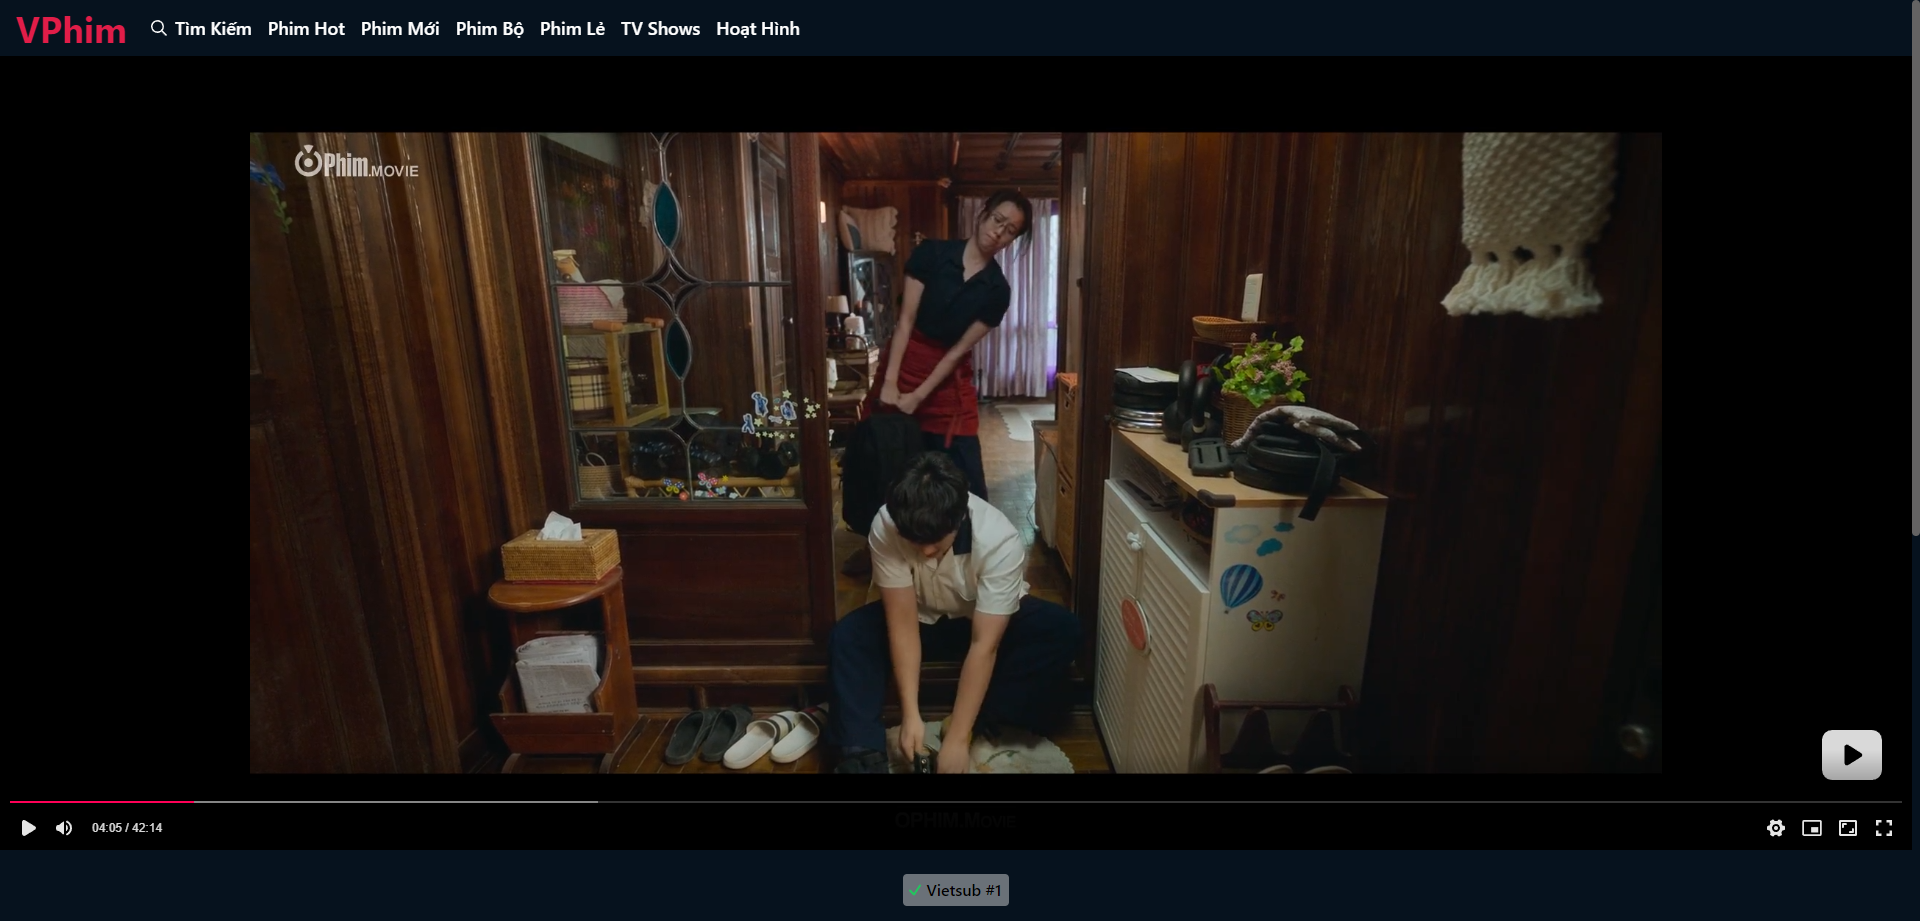 VPhim
Tìm Kiếm Phim Hot Phim Mới Phim Bộ Phim Lẻ TV Shows Hoạt Hình
Phim.MOVIE
OPHIM.Movie
04:05 / 42:14
Vietsub #1